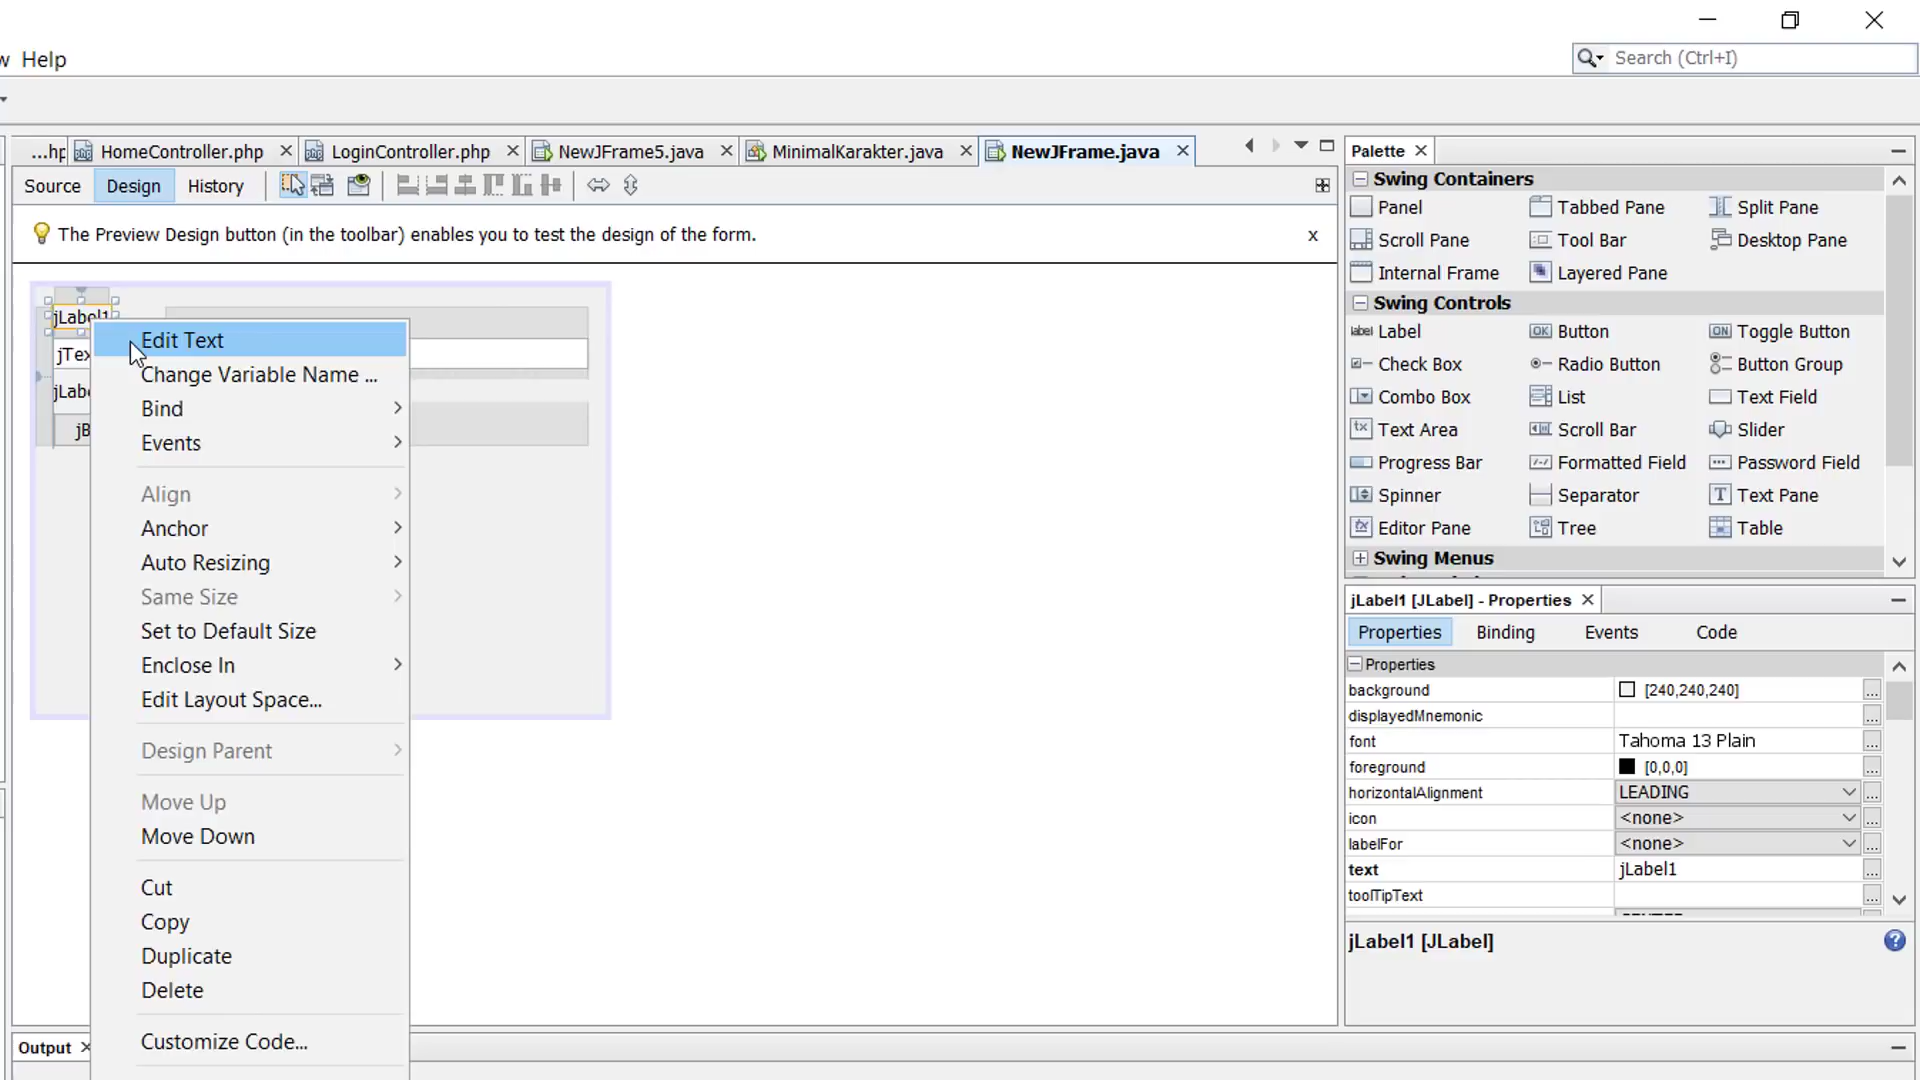 w Help
Search (Ctrl+I)
...hp HomeController.php LoginController.php NewJFrame5.java MinimalKarakter.java NewJFrame.java
Source Design History
The Preview Design button (in the toolbar) enables you to test the design of the form. x
jLabel1
jTex
jLabe
jB
Edit Text
Change Variable Name ...
Bind
Events
Align
Anchor
Auto Resizing
Same Size
Set to Default Size
Enclose In
Edit Layout Space...
Design Parent
Move Up
Move Down
Cut
Copy
Duplicate
Delete
Customize Code...
Output
Palette
Swing Containers
Panel Tabbed Pane Split Pane
Scroll Pane Tool Bar Desktop Pane
Internal Frame Layered Pane
Swing Controls
label Label OK Button ON Toggle Button
Check Box Radio Button Button Group
Combo Box List Text Field
Text Area Scroll Bar Slider
Progress Bar Formatted Field Password Field
Spinner Separator Text Pane
Editor Pane Tree Table
Swing Menus
jLabel1 [JLabel] - Properties
Properties Binding Events Code
Properties
background [240,240,240] ...
displayedMnemonic ...
font Tahoma 13 Plain ...
foreground [0,0,0] ...
horizontalAlignment LEADING ...
icon <none> ...
labelFor <none> ...
text jLabel1 ...
toolTipText ...
jLabel1 [JLabel]